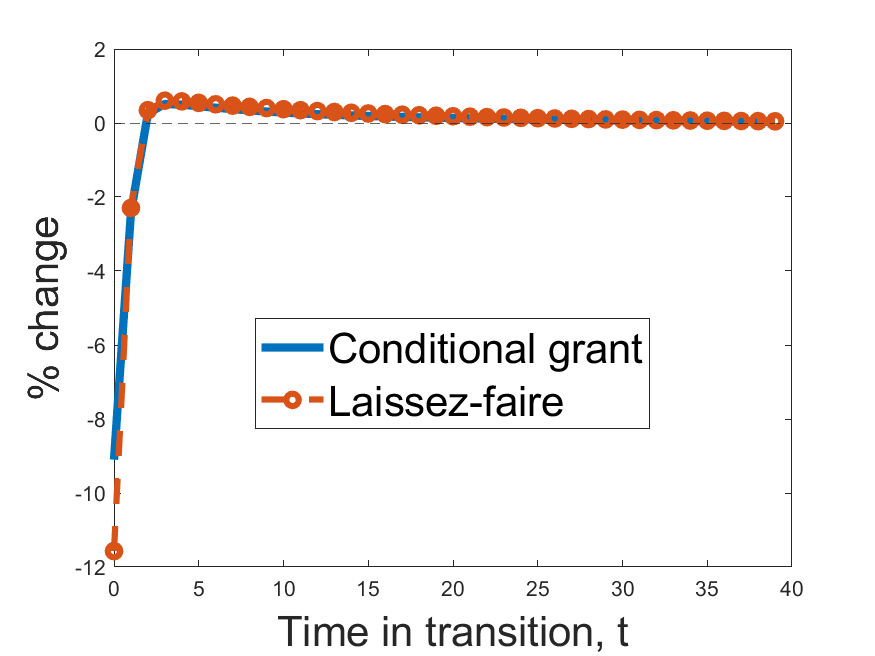 2
0
-2
-4
-6
-8
-10
-12
% change
Conditional grant
Laissez-faire
0 5 10 15 20 25 30 35 40
Time in transition, t